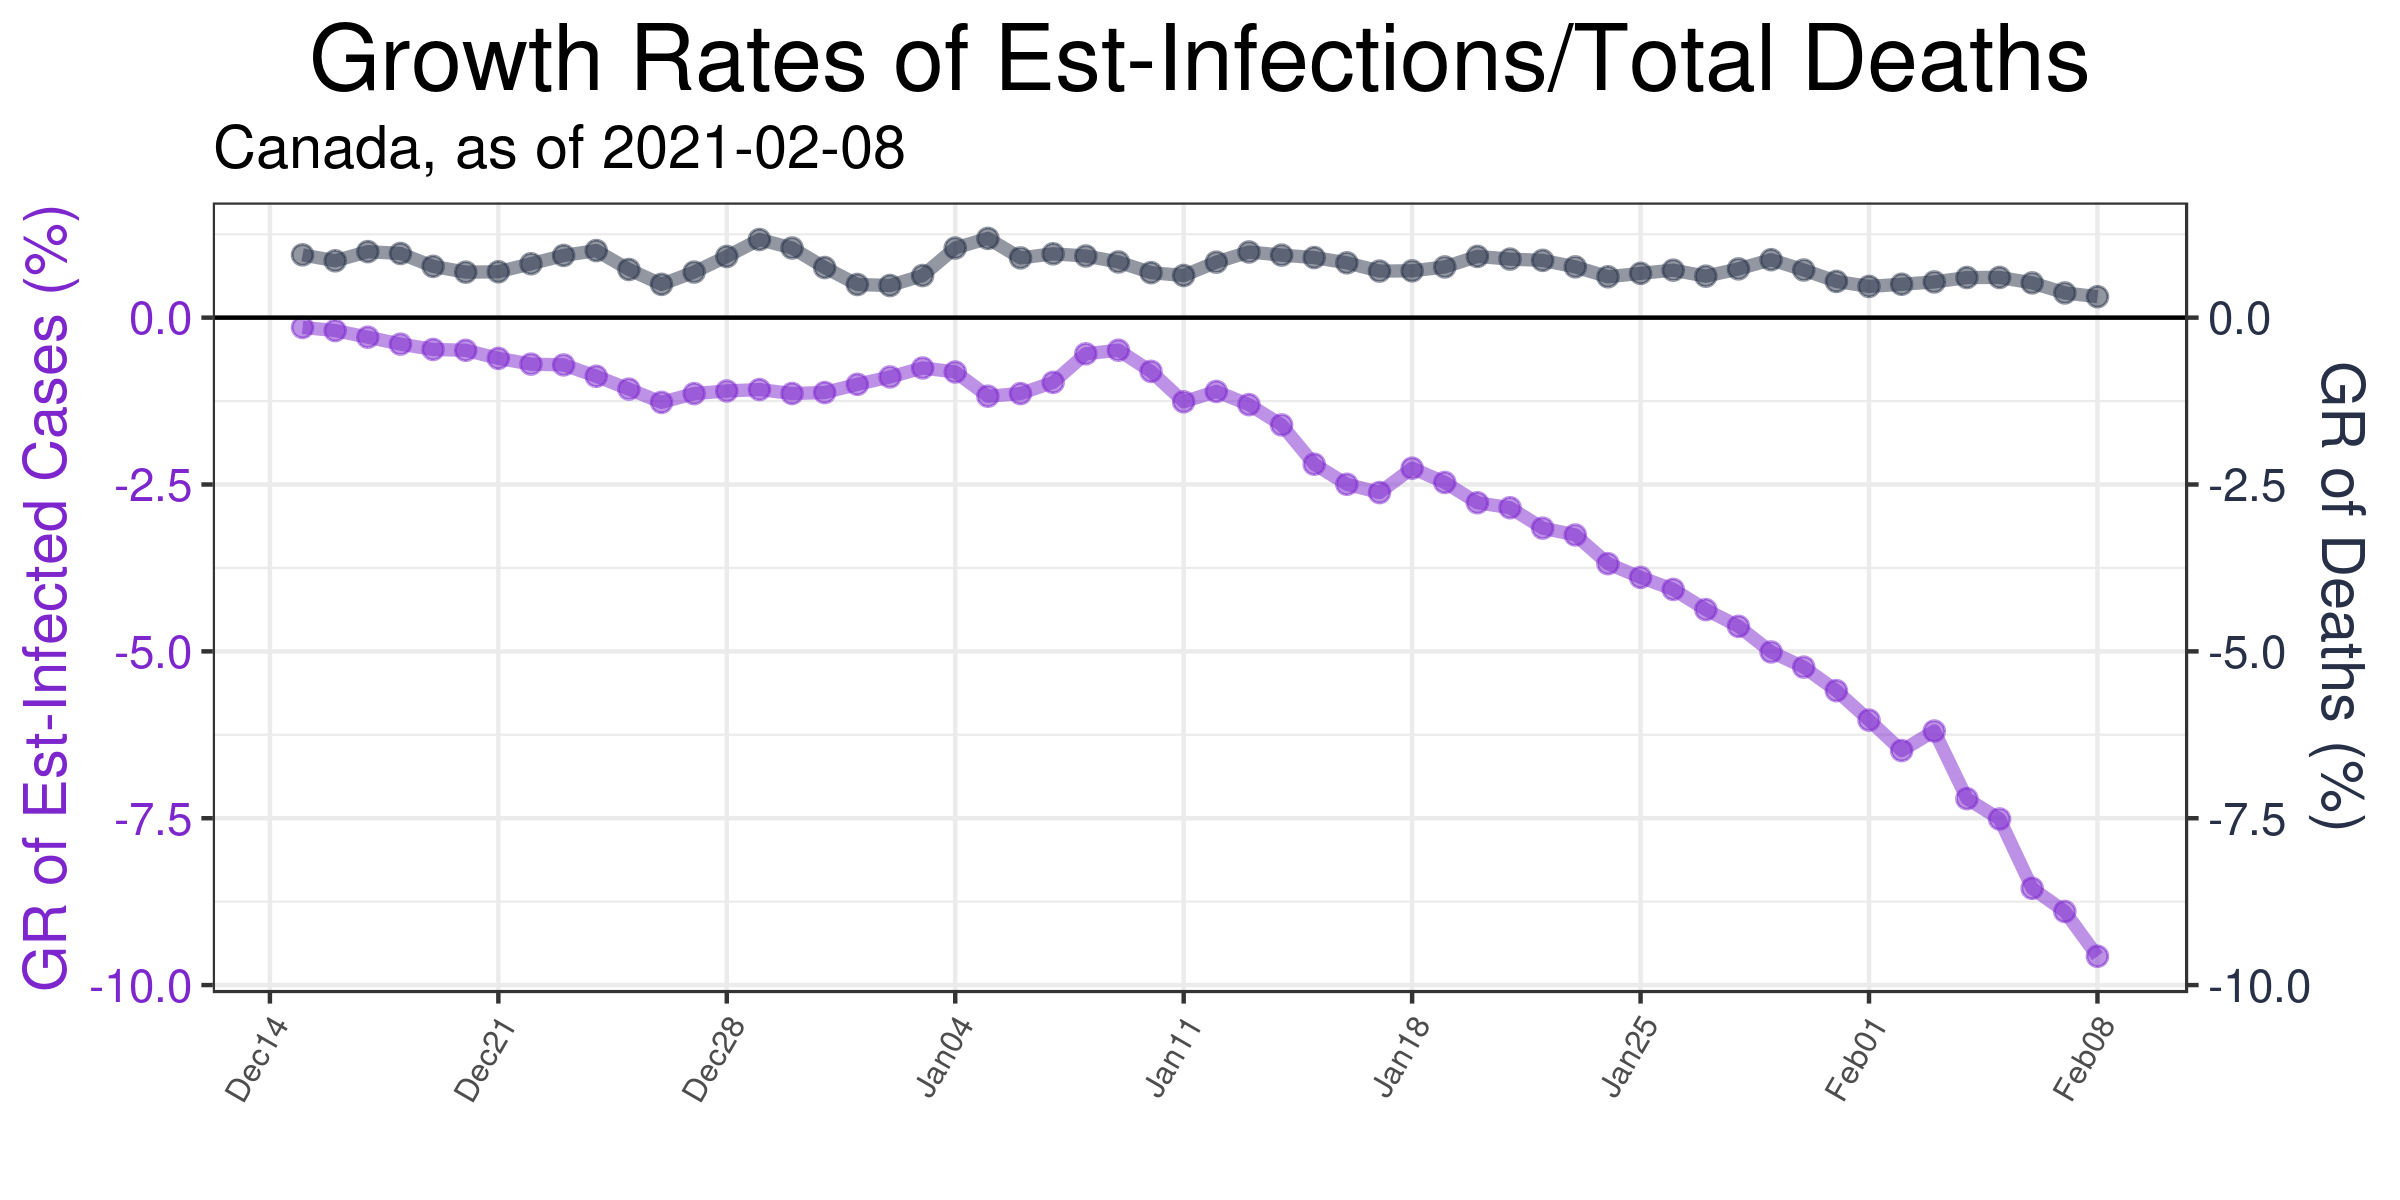 Growth Rates of Est-Infections/Total Deaths
Canada, as of 2021-02-08
GR of Est-Infected Cases (%)
0.0
-2.5
-5.0
-7.5
-10.0
0.0
-2.5
-5.0
-7.5
-10.0
GR of Deaths (%)
Dec14
Dec21
Dec28
Jan04
Jan11
Jan18
Jan25
Feb01
Feb08